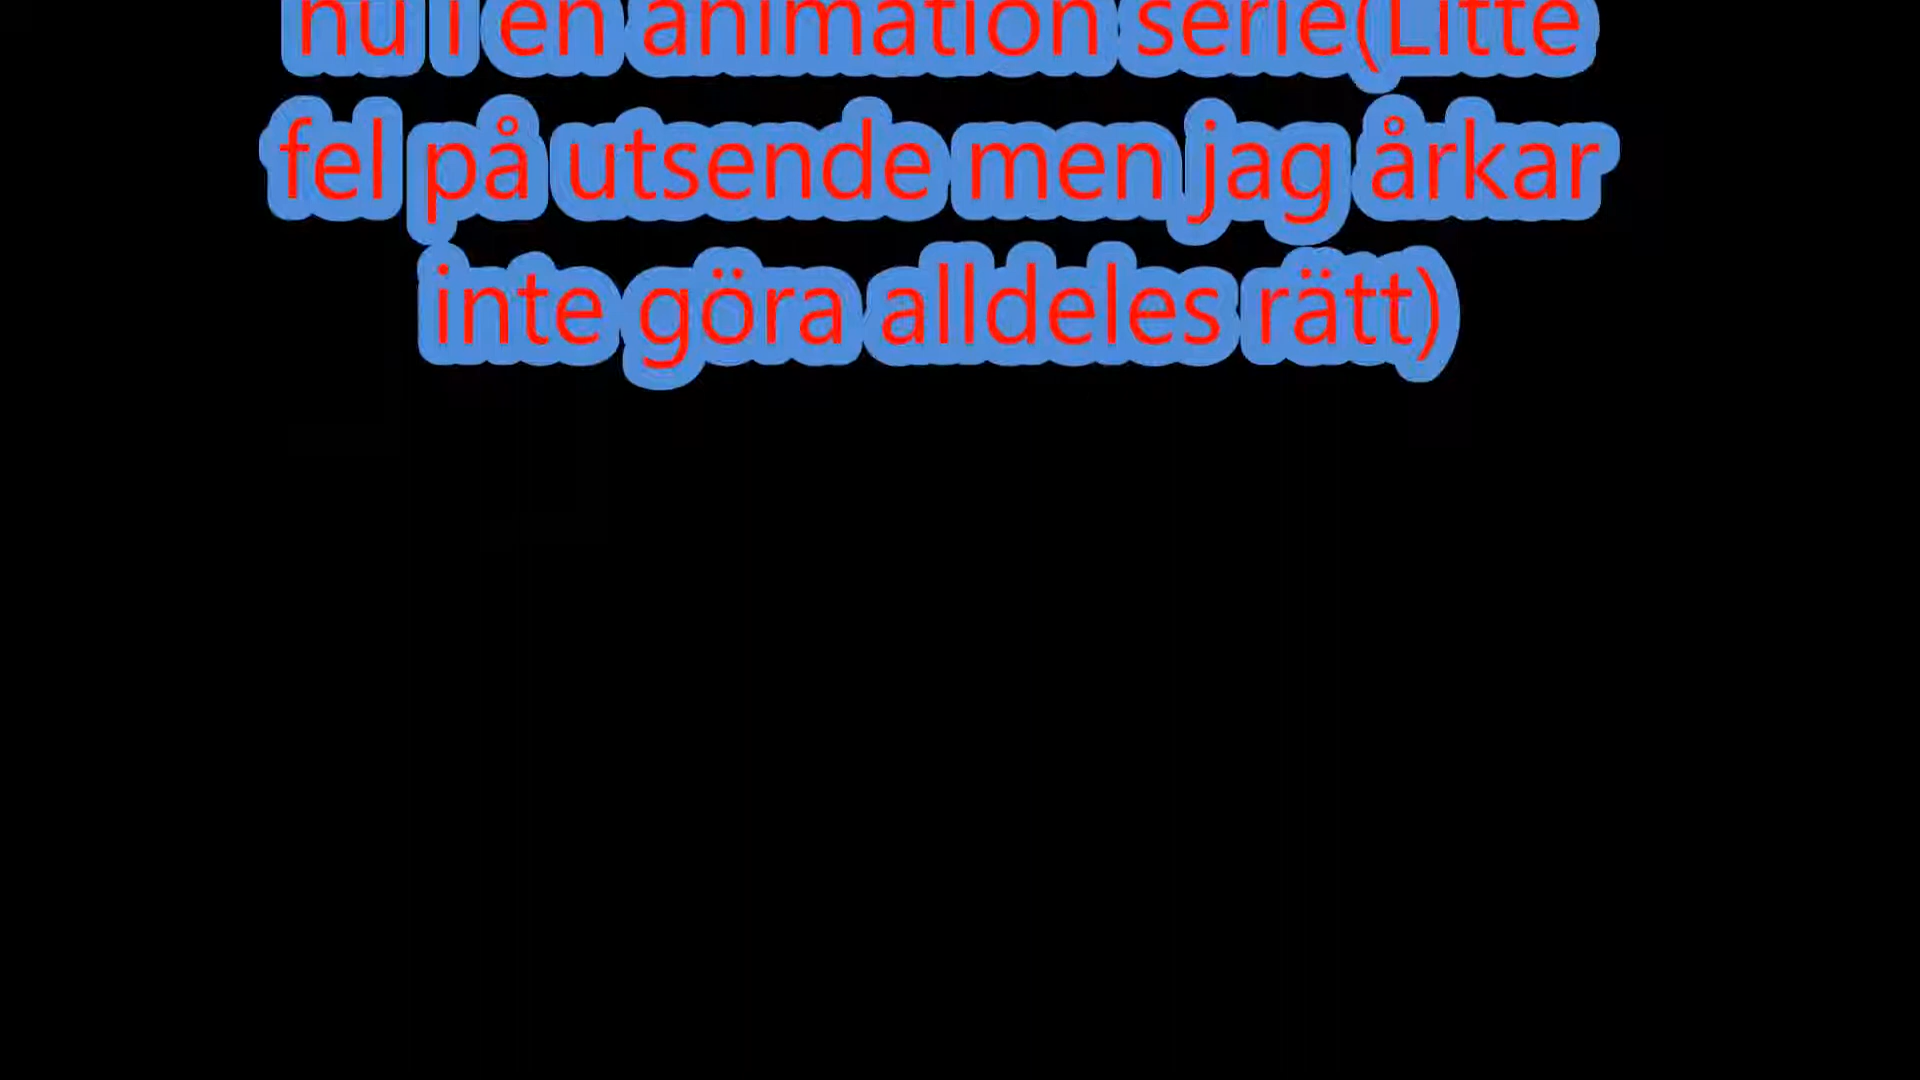 nu i en animation serie(Litte
fel på utsende men jag årkar
inte göra alldeles rätt)